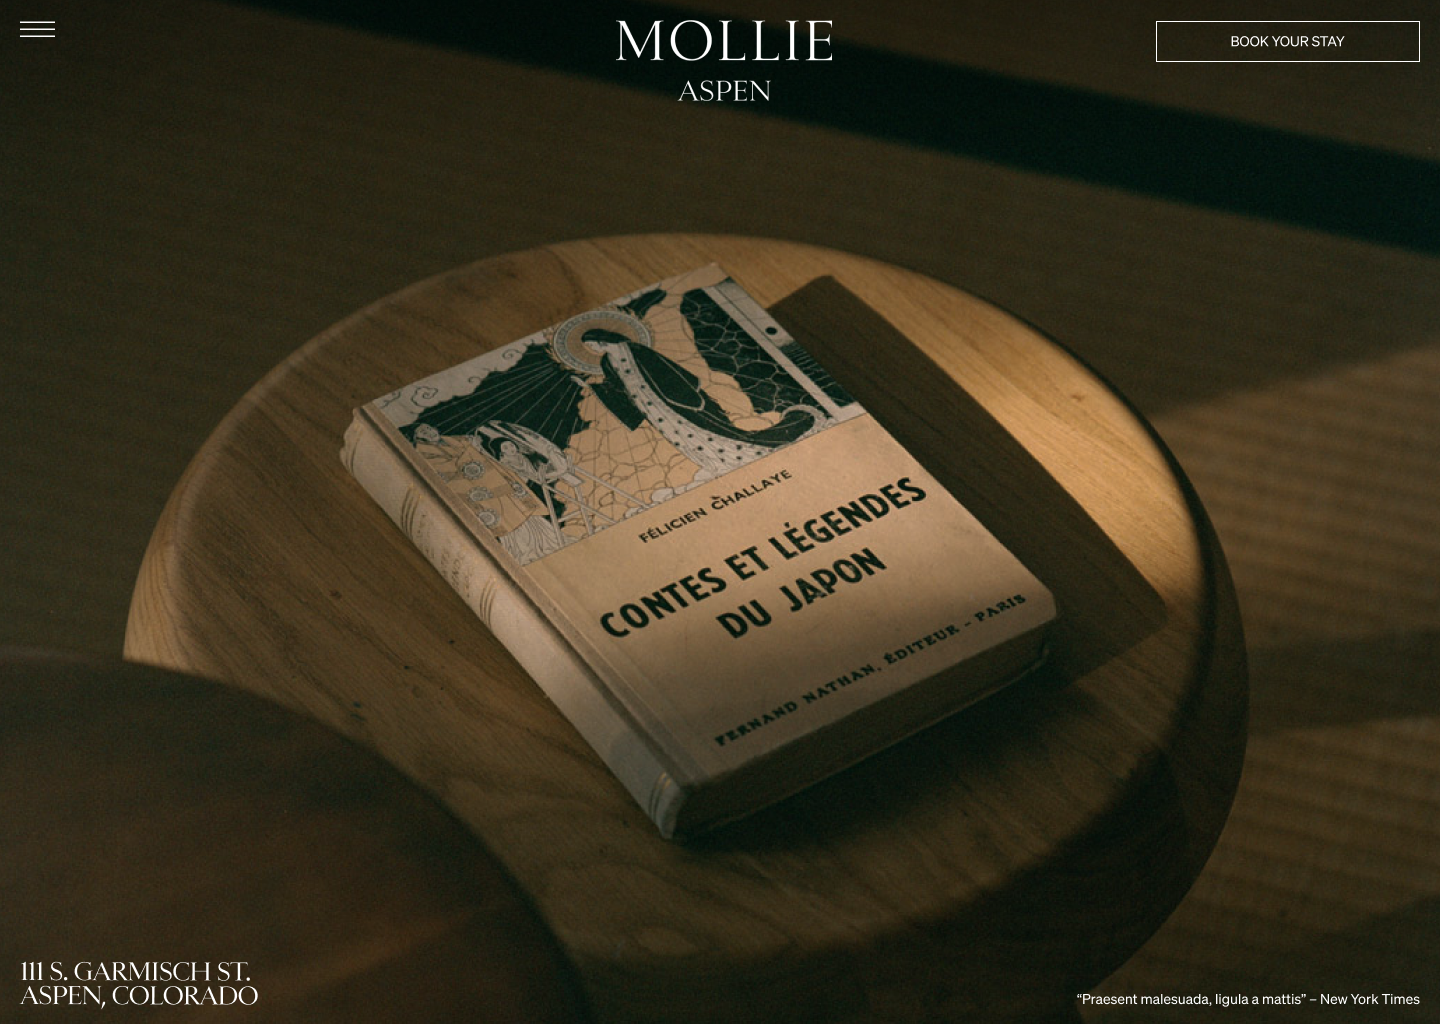 MOLLIE
ASPEN
BOOK YOUR STAY
FÉLICIEN CHALLAYE
CONTES ET LÉGENDES
DU JAPON
FERNAND NATHAN, ÉDITEUR – PARIS
111 S. GARMISCH ST.
ASPEN, COLORADO
“Praesent malesuada, ligula a mattis” – New York Times